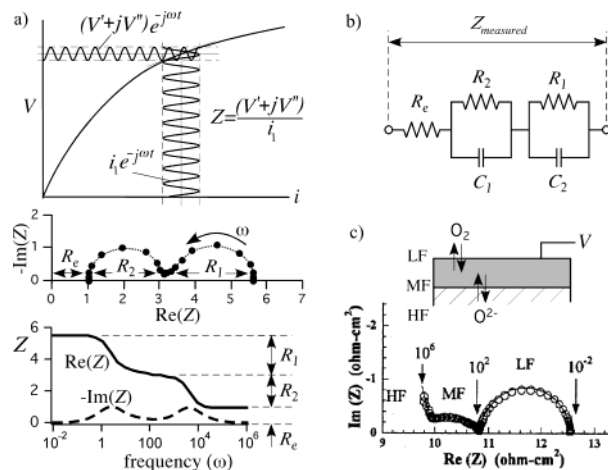 a)
(V'+jV")e^{jωt}
V
Z=(V'+jV")/i₁
i₁e^{-jωt}
i
2
-Im(Z)
1
0
ω
R_e
R_2
R_1
0 1 2 3 4 5 6 7
Re(Z)
6
Z
4
2
0
Re(Z)
-Im(Z)
R_1
R_2
R_e
10^{-2} 1 100 10^4 10^6
frequency (ω)
b)
Z_{measured}
R_e
R_2
R_1
C_1
C_2
c)
O_2
V
LF
MF
HF
O^{2-}
Im (Z) (ohm-cm²)
-2
-1
0
10^6
10^2
10^{-2}
HF
MF
LF
9 10 11 12 13
Re (Z) (ohm-cm²)